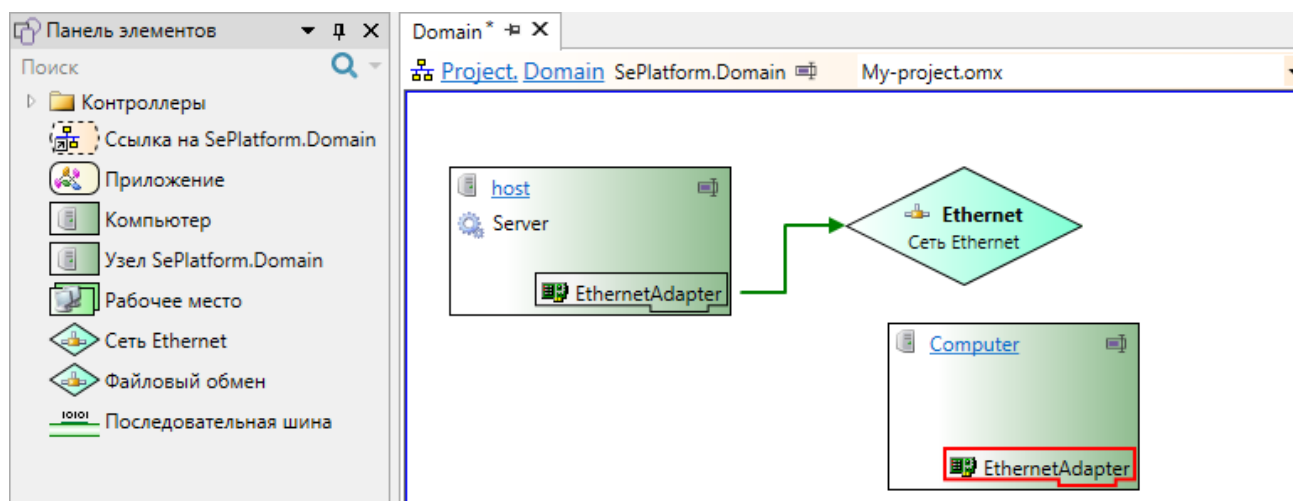 Панель элементов
Поиск
Контроллеры
Ссылка на SePlatform.Domain
Приложение
Компьютер
Узел SePlatform.Domain
Рабочее место
Сеть Ethernet
Файловый обмен
10101
Последовательная шина
Domain*
Project. Domain SePlatform.Domain My-project.omx
host
Server
EthernetAdapter
Ethernet
Сеть Ethernet
Computer
EthernetAdapter